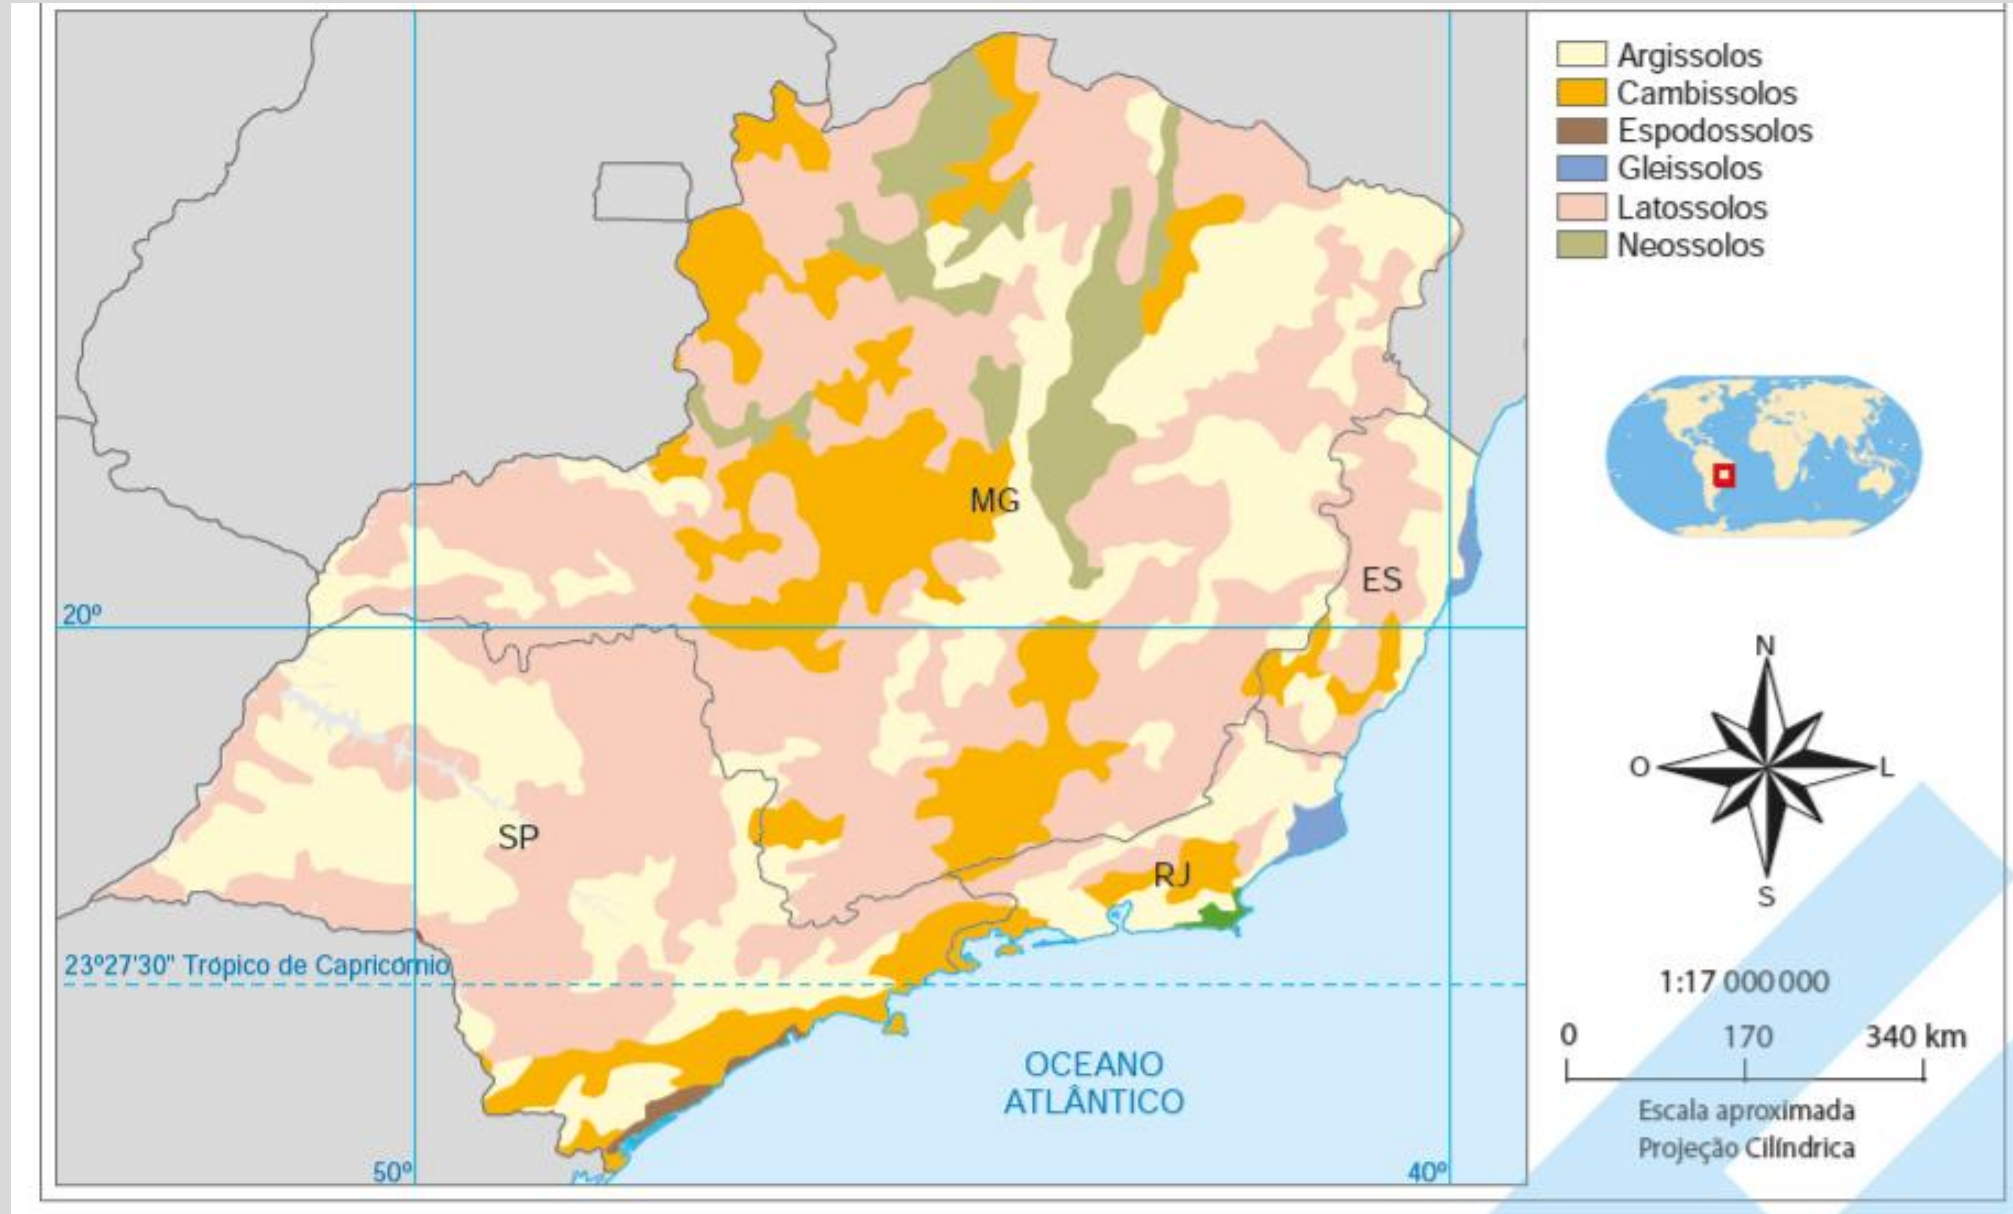 Argissolos
Cambissolos
Espodossolos
Gleissolos
Latossolos
Neossolos
MG
ES
20º
SP
RJ
23º27'30" Trópico de Capricórnio
OCEANO
ATLÂNTICO
50º
40º
N
O
L
S
1:17 000 000
0 170 340 km
Escala aproximada
Projeção Cilíndrica